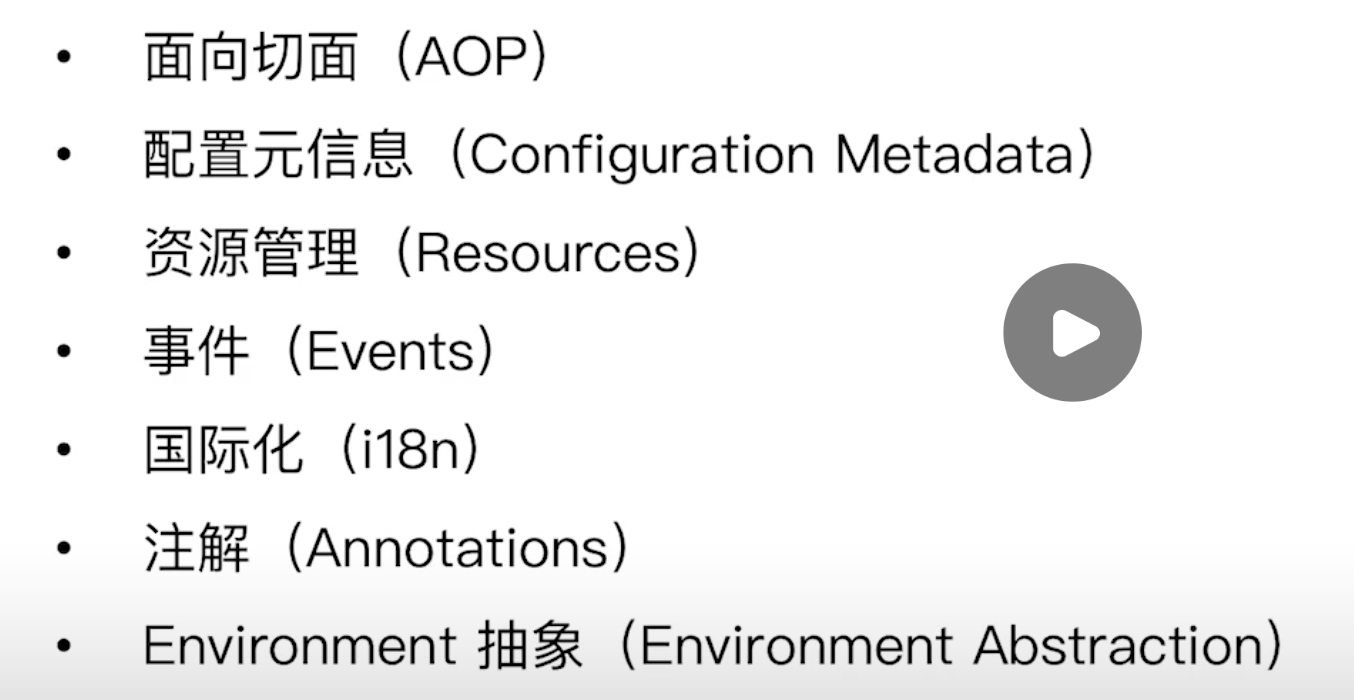 • 面向切面（AOP）
• 配置元信息（Configuration Metadata）
• 资源管理（Resources）
• 事件（Events）
• 国际化（i18n）
• 注解（Annotations）
• Environment 抽象（Environment Abstraction）